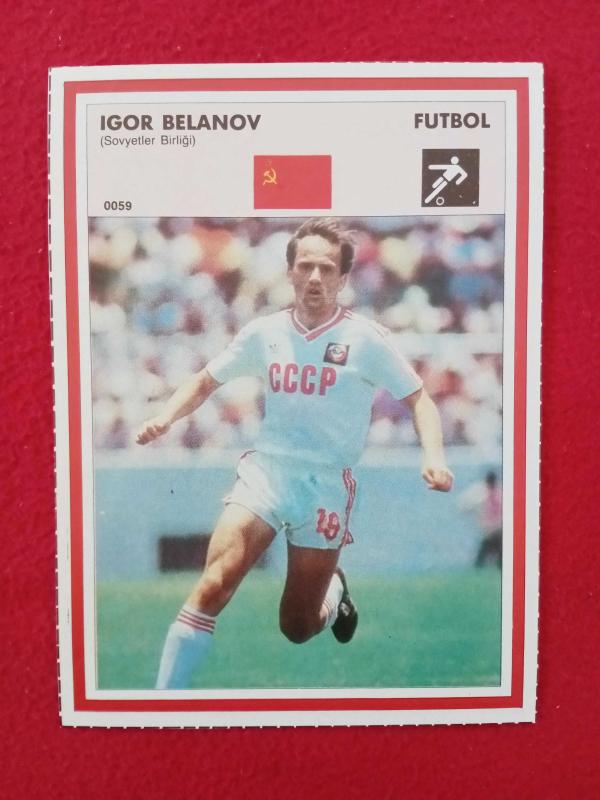 IGOR BELANOV
(Sovyetler Birliği)
FUTBOL
0059
CCCP
19